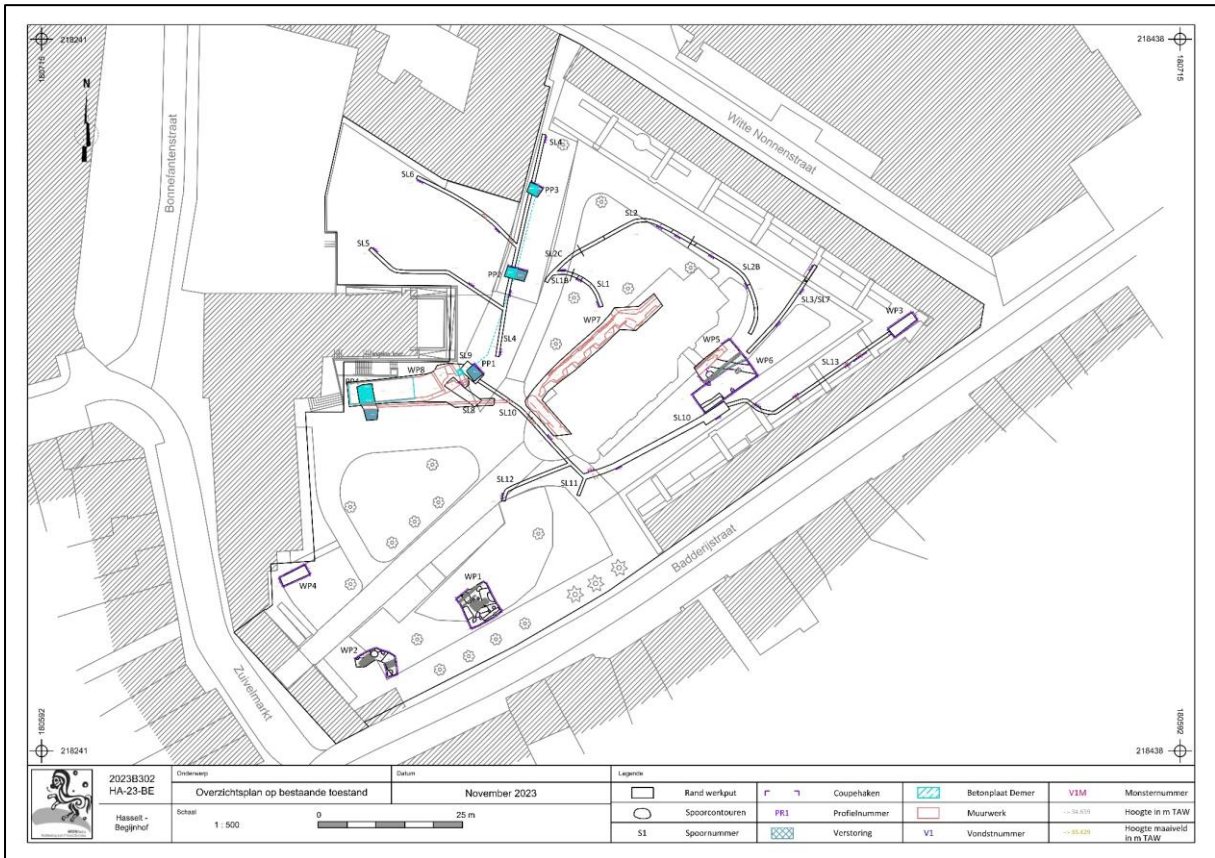 218241
180715
218438
180715
N
Bonnefantenstraat
Witte Nonnenstraat
SL4
SL6
PP3
SL5
SL2
SL2C
SL2B
PP2
SL1B
SL1
SL3/SL7
WP3
WP7
SL4
WP5
WP6
SL9
PP1
SL13
WP8
SL8
SL10
SL10
SL12
SL11
Badderijstraat
WP4
WP1
WP2
Zuivelmarkt
180592
218241
180592
218438
2023B302
HA-23-BE
Hasselt -
Begijnhof
Onderwerp
Overzichtsplan op bestaande toestand
Datum
November 2023
Schaal
1 : 500
0
25 m
Legende
Rand werkput
Coupehaken
Betonplaat Demer
V1M
Monsternummer
Spoorcontouren
PR1
Profielnummer
Muurwerk
Hoogte in m TAW
S1
Spoornummer
Verstoring
V1
Vondstnummer
Hoogte maaiveld
in m TAW